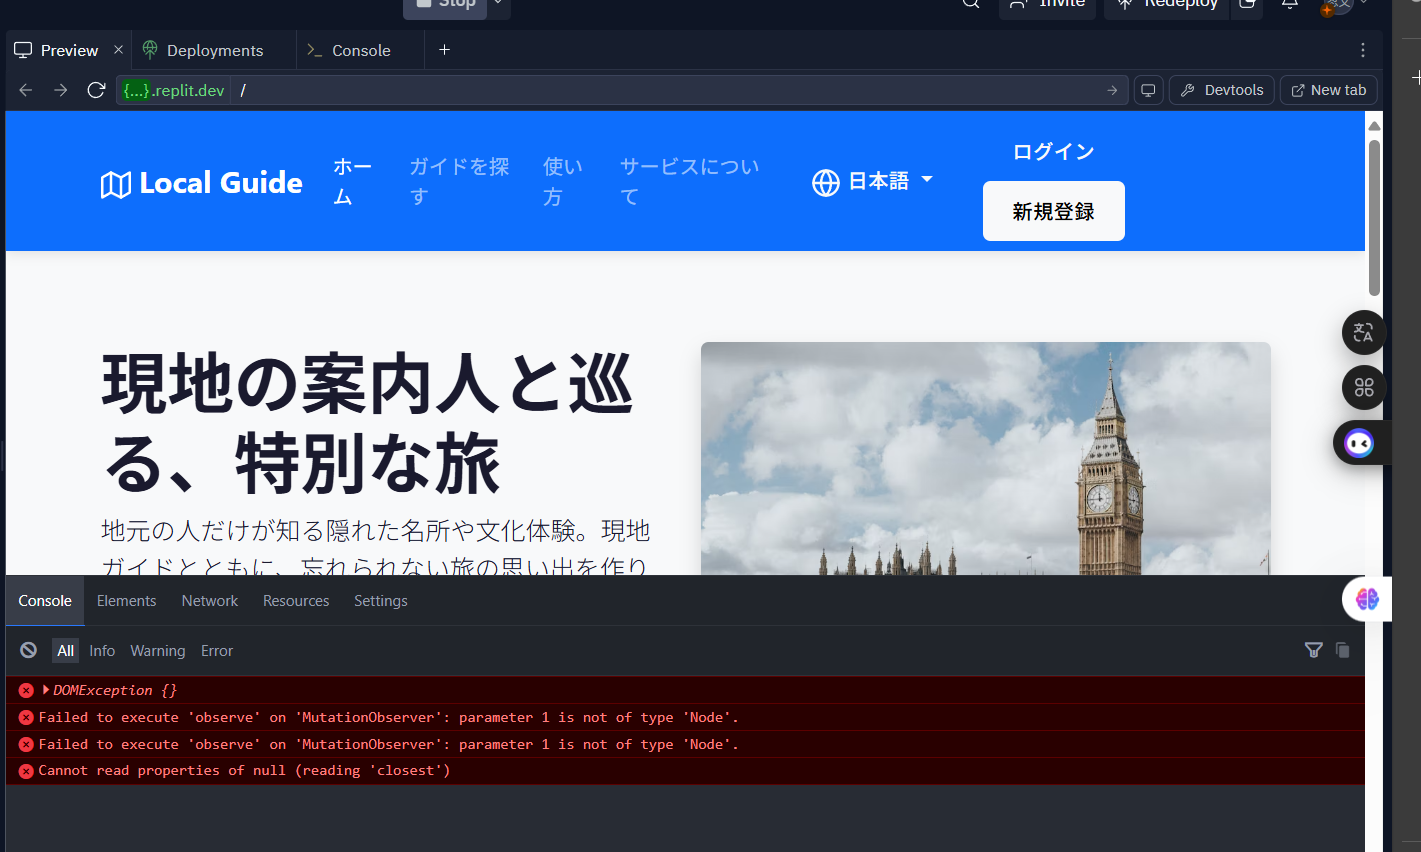 Stop
Invite
Redeploy
Preview
Deployments
Console
{...}.replit.dev
/
Devtools
New tab
Local Guide
ホー
ム
ガイドを探
す
使い
方
サービスについ
て
日本語
ログイン
新規登録
現地の案内人と巡
る、特別な旅
地元の人だけが知る隠れた名所や文化体験。現地
ガイドとともに、忘れられない旅の思い出を作り
Console
Elements
Network
Resources
Settings
All
Info
Warning
Error
DOMException {}
Failed to execute 'observe' on 'MutationObserver': parameter 1 is not of type 'Node'.
Failed to execute 'observe' on 'MutationObserver': parameter 1 is not of type 'Node'.
Cannot read properties of null (reading 'closest')